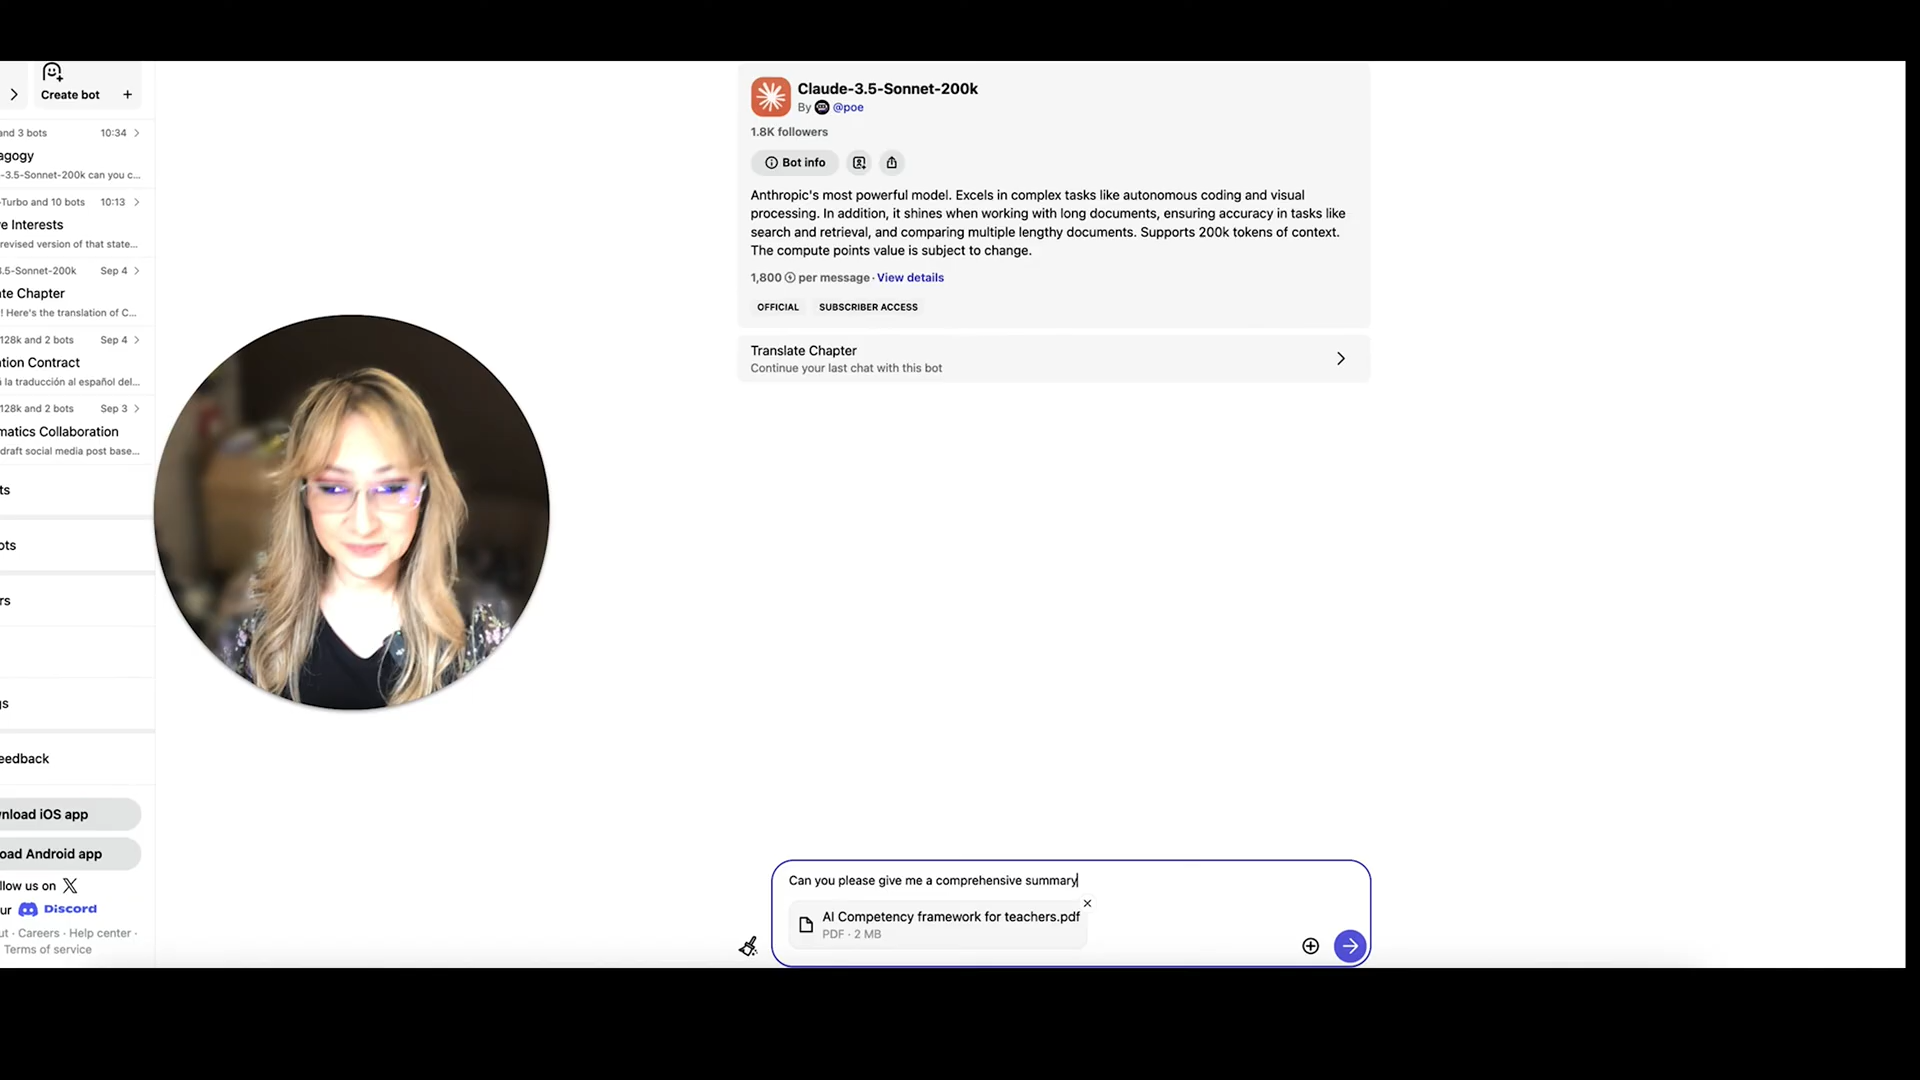 Create bot +
and 3 bots 10:34
agogy
-3.5-Sonnet-200k can you c...
-Turbo and 10 bots 10:13
e Interests
revised version of that state...
3.5-Sonnet-200k Sep 4
te Chapter
! Here's the translation of C...
128k and 2 bots Sep 4
tion Contract
á la traducción al español del...
128k and 2 bots Sep 3
matics Collaboration
draft social media post base...
ts
ots
rs
gs
eedback
wnload iOS app
oad Android app
llow us on X
ur Discord
ut · Careers · Help center ·
Terms of service
Claude-3.5-Sonnet-200k
By @poe
1.8K followers
Bot info
Anthropic's most powerful model. Excels in complex tasks like autonomous coding and visual
processing. In addition, it shines when working with long documents, ensuring accuracy in tasks like
search and retrieval, and comparing multiple lengthy documents. Supports 200k tokens of context.
The compute points value is subject to change.
1,800 per message · View details
OFFICIAL SUBSCRIBER ACCESS
Translate Chapter
Continue your last chat with this bot
Can you please give me a comprehensive summary
AI Competency framework for teachers.pdf
PDF · 2 MB